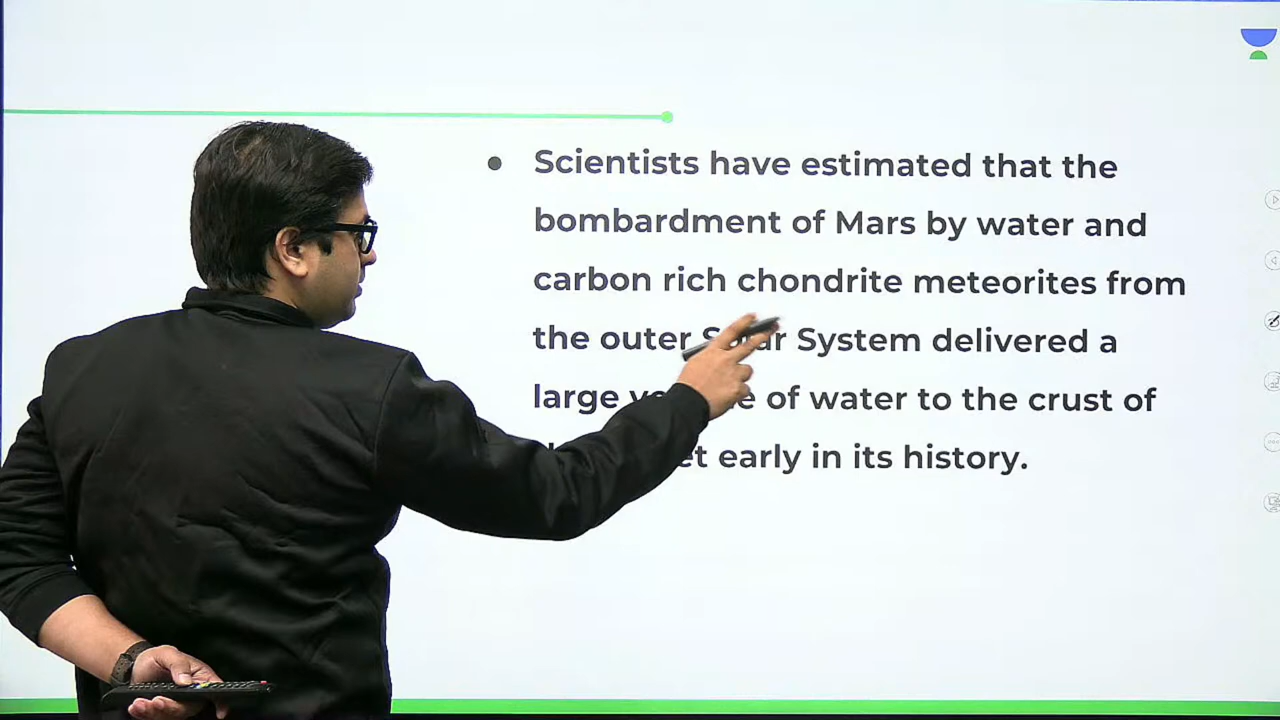 Scientists have estimated that the
bombardment of Mars by water and
carbon rich chondrite meteorites from
the outer System delivered a
large of water to the crust of
early in its history.